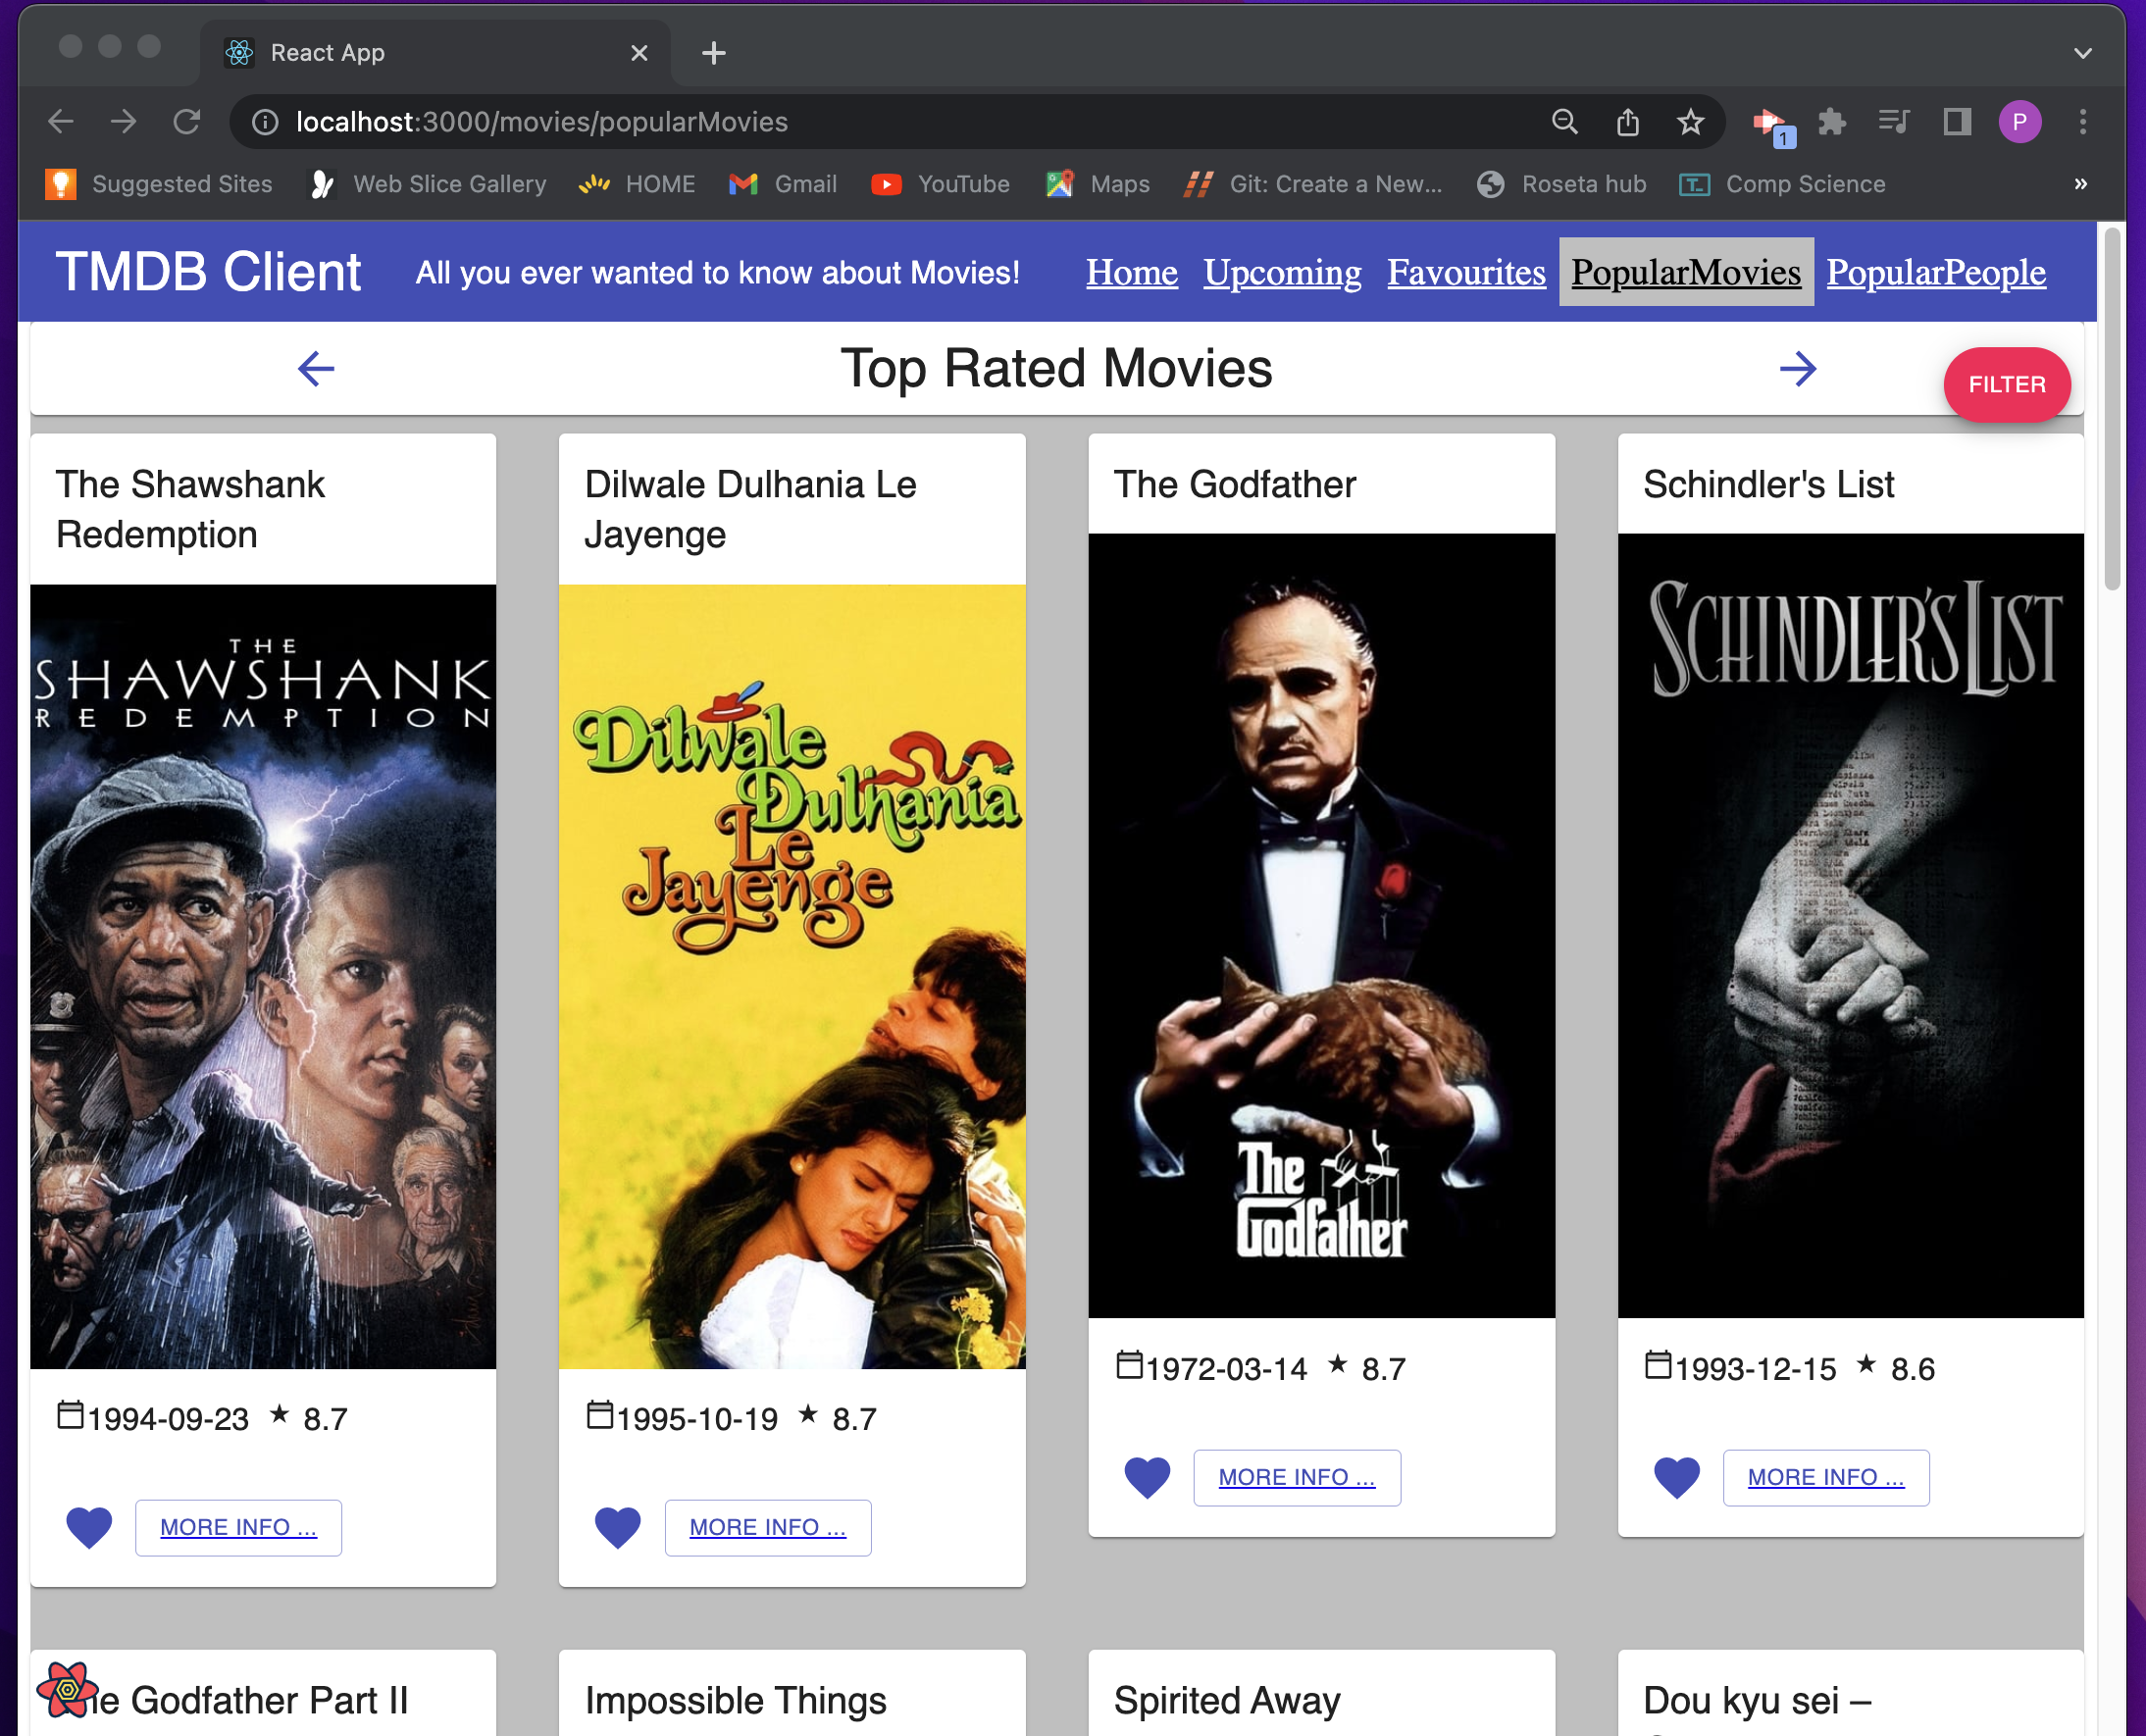 React App
localhost:3000/movies/popularMovies
1
P
Suggested Sites
Web Slice Gallery
HOME
Gmail
YouTube
Maps
Git: Create a New...
Roseta hub
Comp Science
»
TMDB Client
All you ever wanted to know about Movies!
Home
Upcoming
Favourites
PopularMovies
PopularPeople
Top Rated Movies
FILTER
The Shawshank
Redemption
THE
SHAWSHANK
REDEMPTION
1994-09-23 ★ 8.7
MORE INFO ...
Dilwale Dulhania Le
Jayenge
Dilwale
Dulhania
Le
Jayenge
1995-10-19 ★ 8.7
MORE INFO ...
The Godfather
The
Godfather
1972-03-14 ★ 8.7
MORE INFO ...
Schindler's List
SCHINDLER'S LIST
1993-12-15 ★ 8.6
MORE INFO ...
Godfather Part II
Impossible Things
Spirited Away
Dou kyu sei –